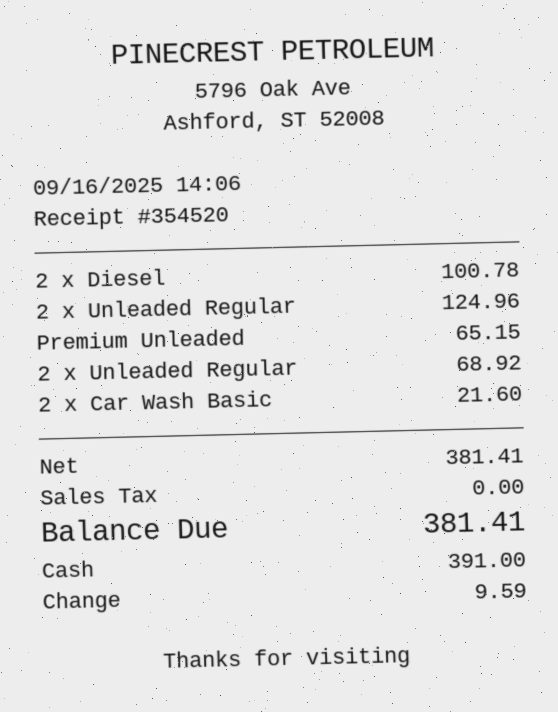 PINECREST PETROLEUM
5796 Oak Ave
Ashford, ST 52008
09/16/2025 14:06
Receipt #354520
2 x Diesel 100.78
2 x Unleaded Regular 124.96
Premium Unleaded 65.15
2 x Unleaded Regular 68.92
2 x Car Wash Basic 21.60
Net 381.41
Sales Tax 0.00
Balance Due 381.41
Cash 391.00
Change 9.59
Thanks for visiting